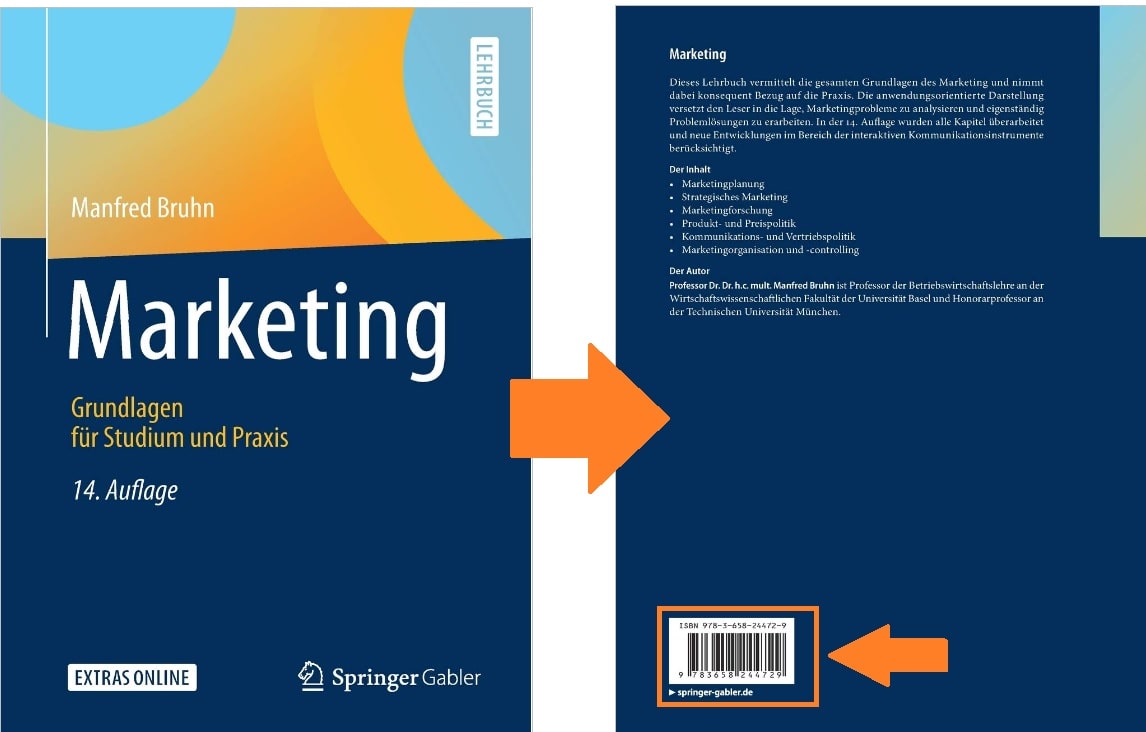 LEHRBUCH
Manfred Bruhn
Marketing
Grundlagen
für Studium und Praxis
14. Auflage
EXTRAS ONLINE
Springer Gabler
Marketing
Dieses Lehrbuch vermittelt die gesamten Grundlagen des Marketing und nimmt
dabei konsequent Bezug auf die Praxis. Die anwendungsorientierte Darstellung
versetzt den Leser in die Lage, Marketingprobleme zu analysieren und eigenständig
Problemlösungen zu erarbeiten. In der 14. Auflage wurden alle Kapitel überarbeitet
und neue Entwicklungen im Bereich der interaktiven Kommunikationsinstrumente
berücksichtigt.
Der Inhalt
• Marketingplanung
• Strategisches Marketing
• Marketingforschung
• Produkt- und Preispolitik
• Kommunikations- und Vertriebspolitik
• Marketingorganisation und -controlling
Der Autor
Professor Dr. Dr. h.c. mult. Manfred Bruhn ist Professor der Betriebswirtschaftslehre an der
Wirtschaftswissenschaftlichen Fakultät der Universität Basel und Honorarprofessor an
der Technischen Universität München.
ISBN 978-3-658-24472-9
9 783658 244729
▶ springer-gabler.de